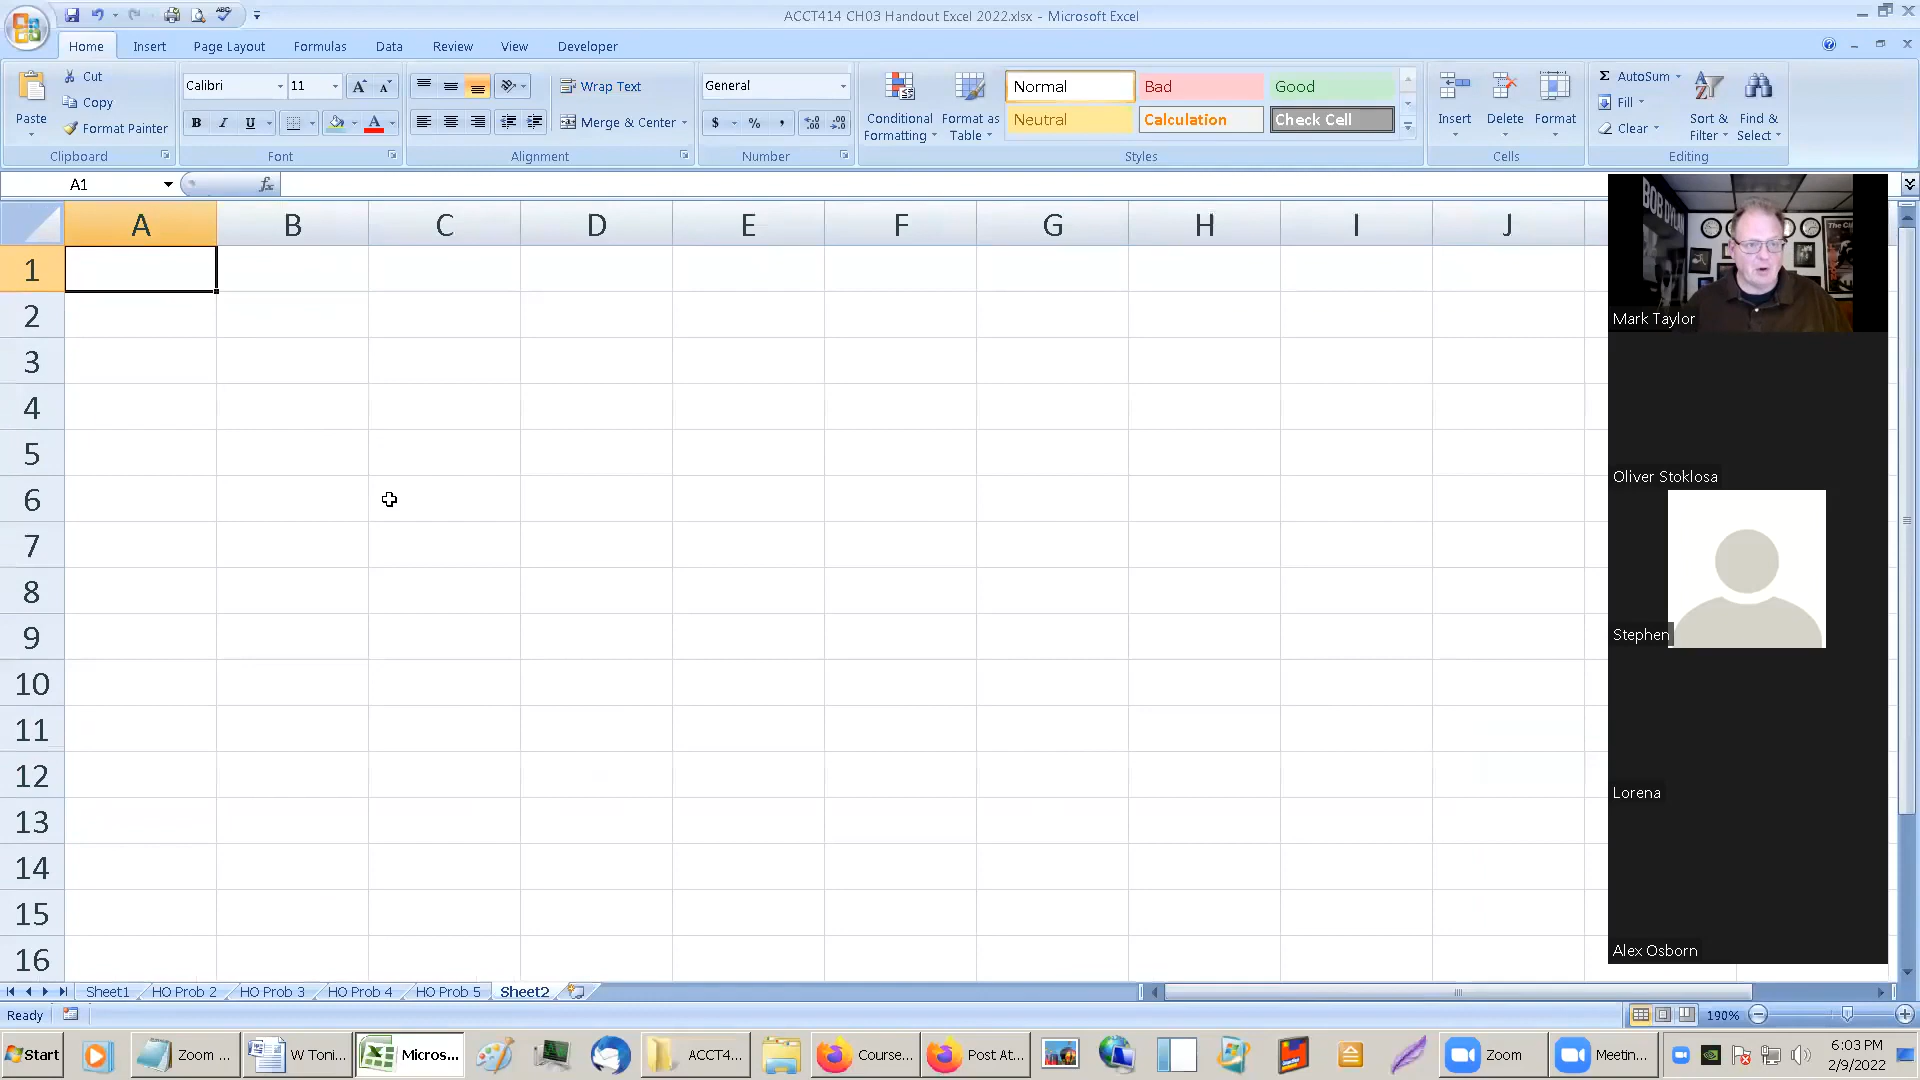 ACCT414 CH03 Handout Excel 2022.xlsx - Microsoft Excel
Home Insert Page Layout Formulas Data Review View Developer
Cut
Copy
Format Painter
Paste
Clipboard
Calibri 11
B I U
Font
Wrap Text
Merge & Center
Alignment
General
$ % ,
Number
Conditional Formatting
Format as Table
Normal Bad Good
Neutral Calculation Check Cell
Styles
Insert Delete Format
Cells
AutoSum
Fill
Clear
Sort & Filter
Find & Select
Editing
A1
fx
A B C D E F G H I J
1
2
3
4
5
6
7
8
9
10
11
12
13
14
15
16
BOB DYLAN
Mark Taylor
Oliver Stoklosa
Stephen
Lorena
Alex Osborn
Sheet1 HO Prob 2 HO Prob 3 HO Prob 4 HO Prob 5 Sheet2
Ready
190%
Start
Zoom ...
W Toni...
Micros...
ACCT4...
Course...
Post At...
Zoom
Meetin...
6:03 PM
2/9/2022